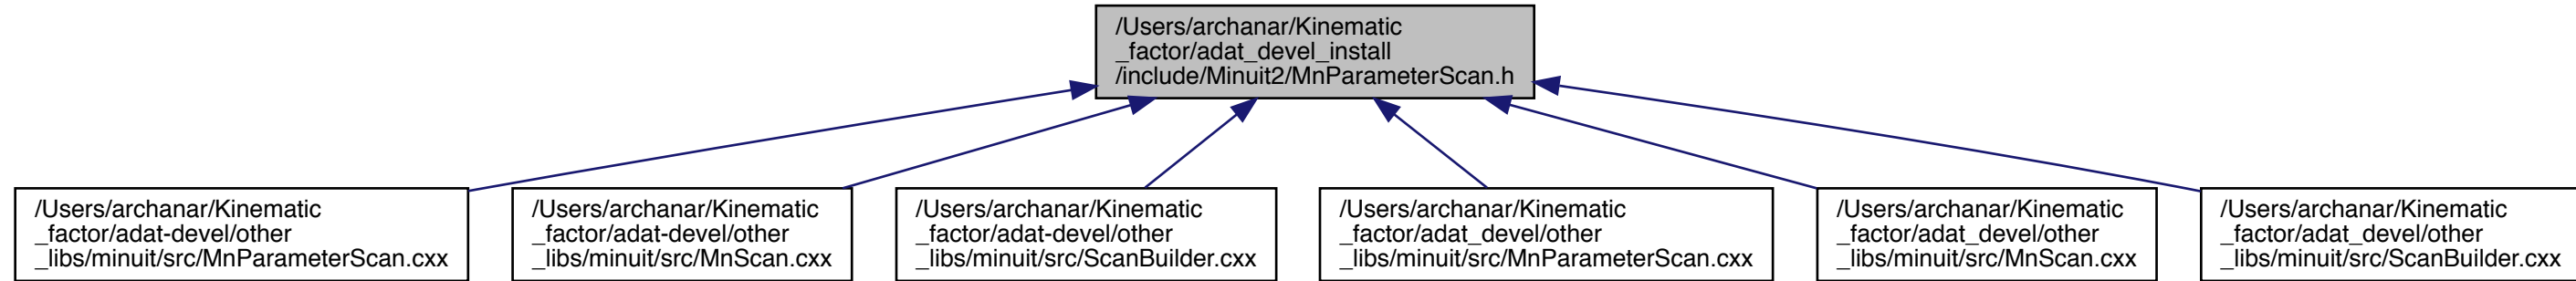 /Users/archanar/Kinematic
_factor/adat_devel_install
/include/Minuit2/MnParameterScan.h
/Users/archanar/Kinematic
_factor/adat-devel/other
_libs/minuit/src/MnParameterScan.cxx
/Users/archanar/Kinematic
_factor/adat-devel/other
_libs/minuit/src/MnScan.cxx
/Users/archanar/Kinematic
_factor/adat-devel/other
_libs/minuit/src/ScanBuilder.cxx
/Users/archanar/Kinematic
_factor/adat_devel/other
_libs/minuit/src/MnParameterScan.cxx
/Users/archanar/Kinematic
_factor/adat_devel/other
_libs/minuit/src/MnScan.cxx
/Users/archanar/Kinematic
_factor/adat_devel/other
_libs/minuit/src/ScanBuilder.cxx